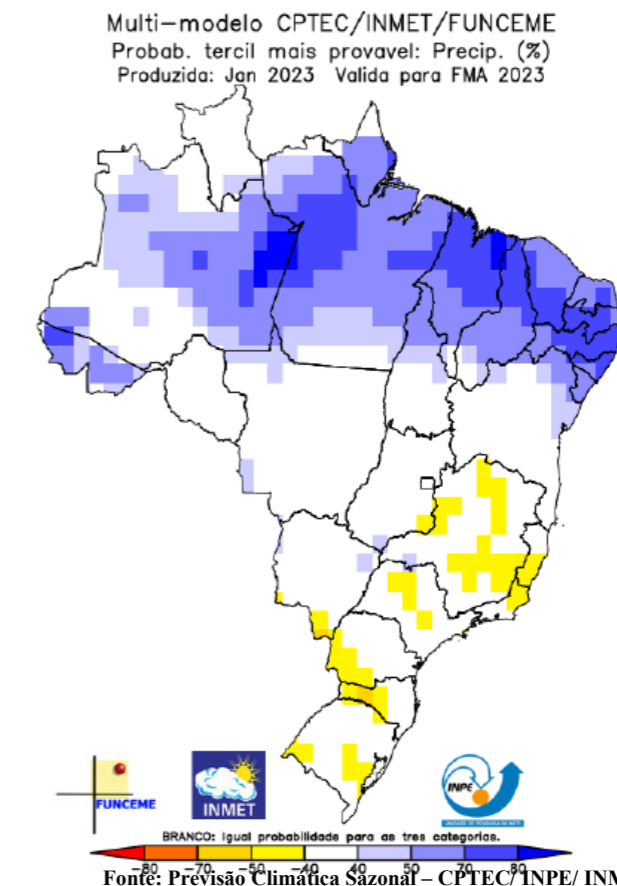 Multi-modelo CPTEC/INMET/FUNCEME
Probab. tercil mais provavel: Precip. (%)
Produzida: Jan 2023 Valida para FMA 2023
FUNCEME
INMET
INPE
BRANCO: Igual probabilidade para as tres categorias.
-80 -70 -50 -40 40 50 70 80
Fonte: Previsão Climática Sazonal – CPTEC/ INPE/ INM